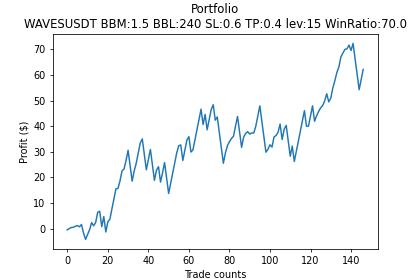 Portfolio
WAVESUSDT BBM:1.5 BBL:240 SL:0.6 TP:0.4 lev:15 WinRatio:70.0
Profit ($)
70
60
50
40
30
20
10
0
0 20 40 60 80 100 120 140
Trade counts